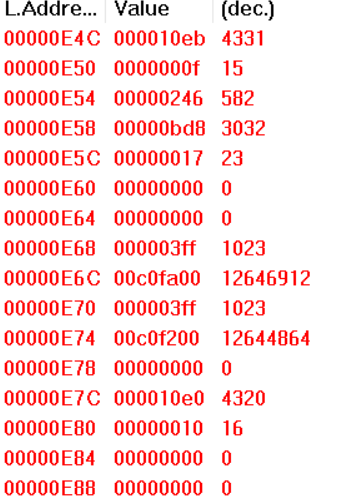 L.Addre... Value (dec.)
00000E4C 000010eb 4331
00000E50 0000000f 15
00000E54 00000246 582
00000E58 00000bd8 3032
00000E5C 00000017 23
00000E60 00000000 0
00000E64 00000000 0
00000E68 000003ff 1023
00000E6C 00c0fa00 12646912
00000E70 000003ff 1023
00000E74 00c0f200 12644864
00000E78 00000000 0
00000E7C 000010e0 4320
00000E80 00000010 16
00000E84 00000000 0
00000E88 00000000 0